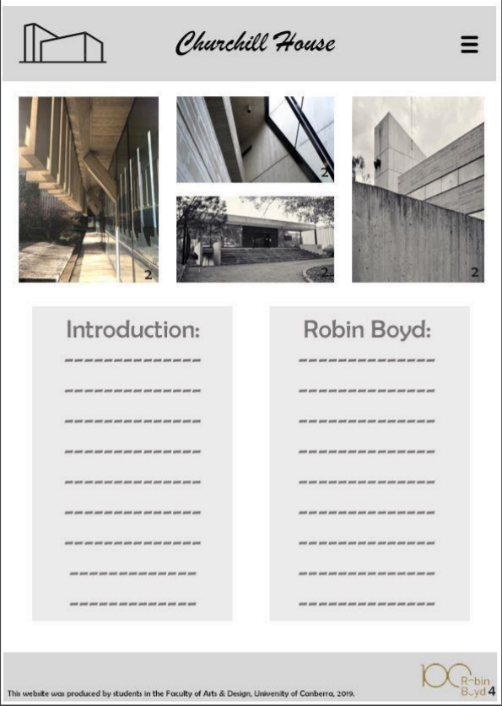 Churchill House
2
2
2
2
Introduction:
Robin Boyd:
This website was produced by students in the Faculty of Arts & Design, University of Canberra, 2019.
100
Robin
Boyd
4